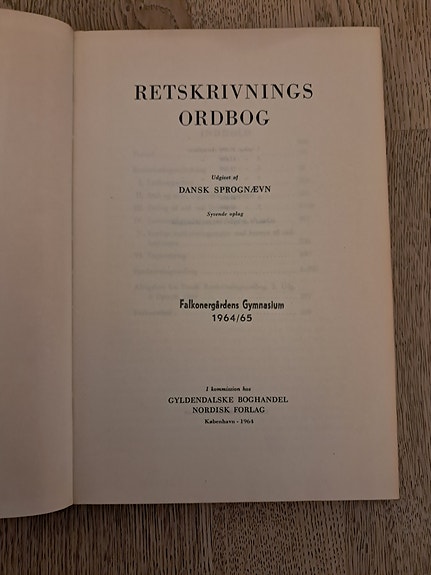 RETSKRIVNINGS
ORDBOG
Udgivet af
DANSK SPROGNÆVN
Syvende oplag
Falkonergårdens Gymnasium
1964/65
I kommission hos
GYLDENDALSKE BOGHANDEL
NORDISK FORLAG
København · 1964